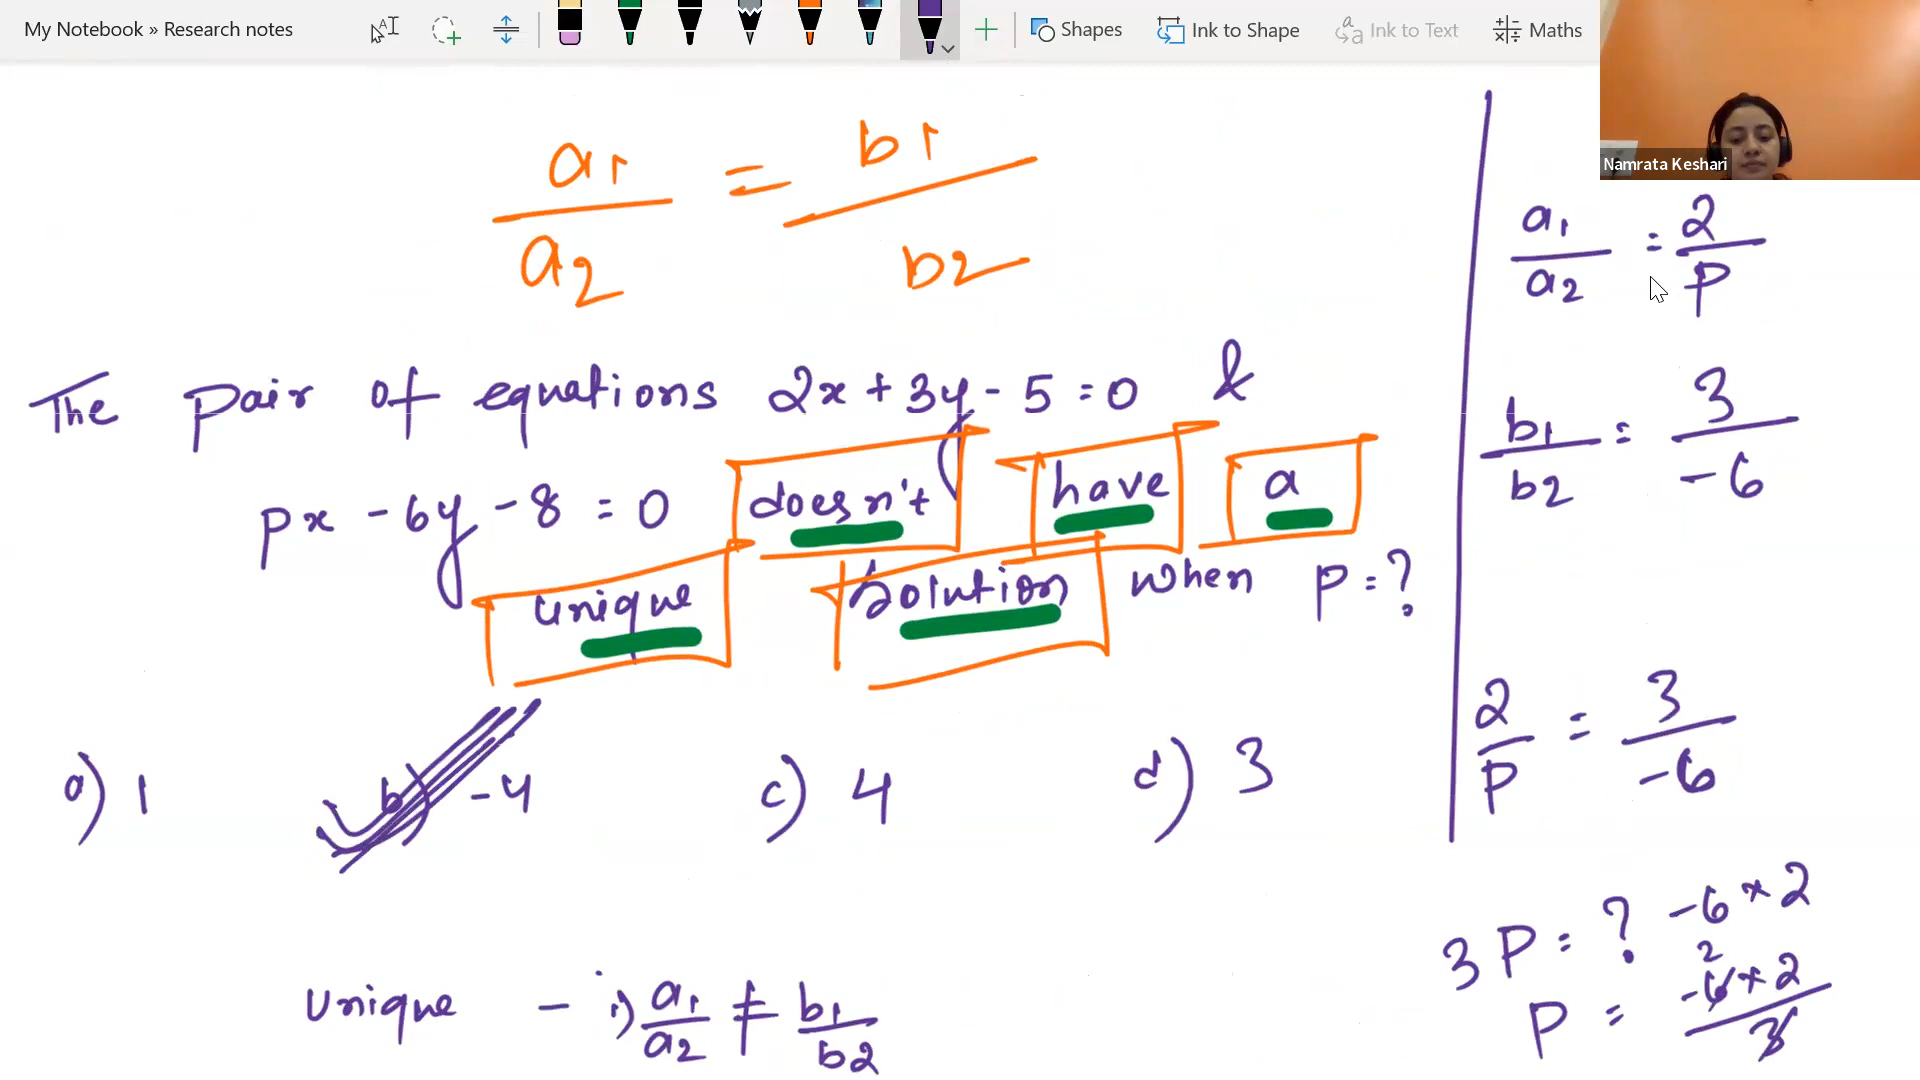 My Notebook » Research notes
Shapes
Ink to Shape
Ink to Text
Maths
Namrata Keshari
a1/a2 = b1/b2
The pair of equations 2x + 3y - 5 = 0 &
px - 6y - 8 = 0 doesn't have a
unique solution when p = ?
a) 1 b) -4 c) 4 d) 3
Unique - i) a1/a2 ≠ b1/b2
a1/a2 = 2/P
b1/b2 = 3/-6
2/P = 3/-6
3P = ? -6 * 2
P = -6 * 2/3
2